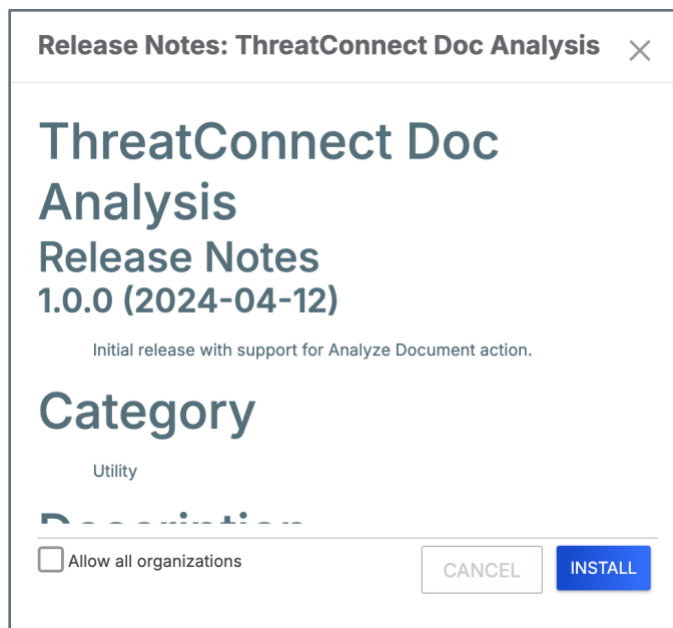 Release Notes: ThreatConnect Doc Analysis
ThreatConnect Doc
Analysis
Release Notes
1.0.0 (2024-04-12)
Initial release with support for Analyze Document action.
Category
Utility
Description
Allow all organizations
CANCEL
INSTALL